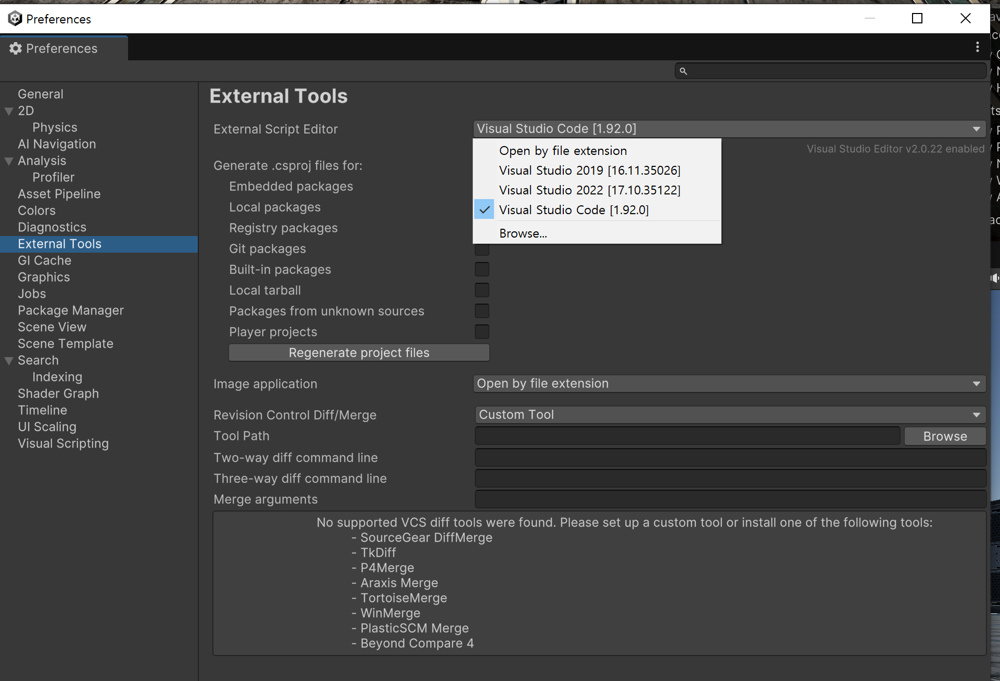 Preferences
Preferences
General
2D
Physics
AI Navigation
Analysis
Profiler
Asset Pipeline
Colors
Diagnostics
External Tools
GI Cache
Graphics
Jobs
Package Manager
Scene View
Scene Template
Search
Indexing
Shader Graph
Timeline
UI Scaling
Visual Scripting
External Tools
External Script Editor
Visual Studio Code [1.92.0]
Open by file extension
Visual Studio 2019 [16.11.35026]
Visual Studio 2022 [17.10.35122]
Visual Studio Code [1.92.0]
Browse...
Visual Studio Editor v2.0.22 enabled
Generate .csproj files for:
Embedded packages
Local packages
Registry packages
Git packages
Built-in packages
Local tarball
Packages from unknown sources
Player projects
Regenerate project files
Image application
Open by file extension
Revision Control Diff/Merge
Custom Tool
Tool Path
Browse
Two-way diff command line
Three-way diff command line
Merge arguments
No supported VCS diff tools were found. Please set up a custom tool or install one of the following tools:
- SourceGear DiffMerge
- TkDiff
- P4Merge
- Araxis Merge
- TortoiseMerge
- WinMerge
- PlasticSCM Merge
- Beyond Compare 4